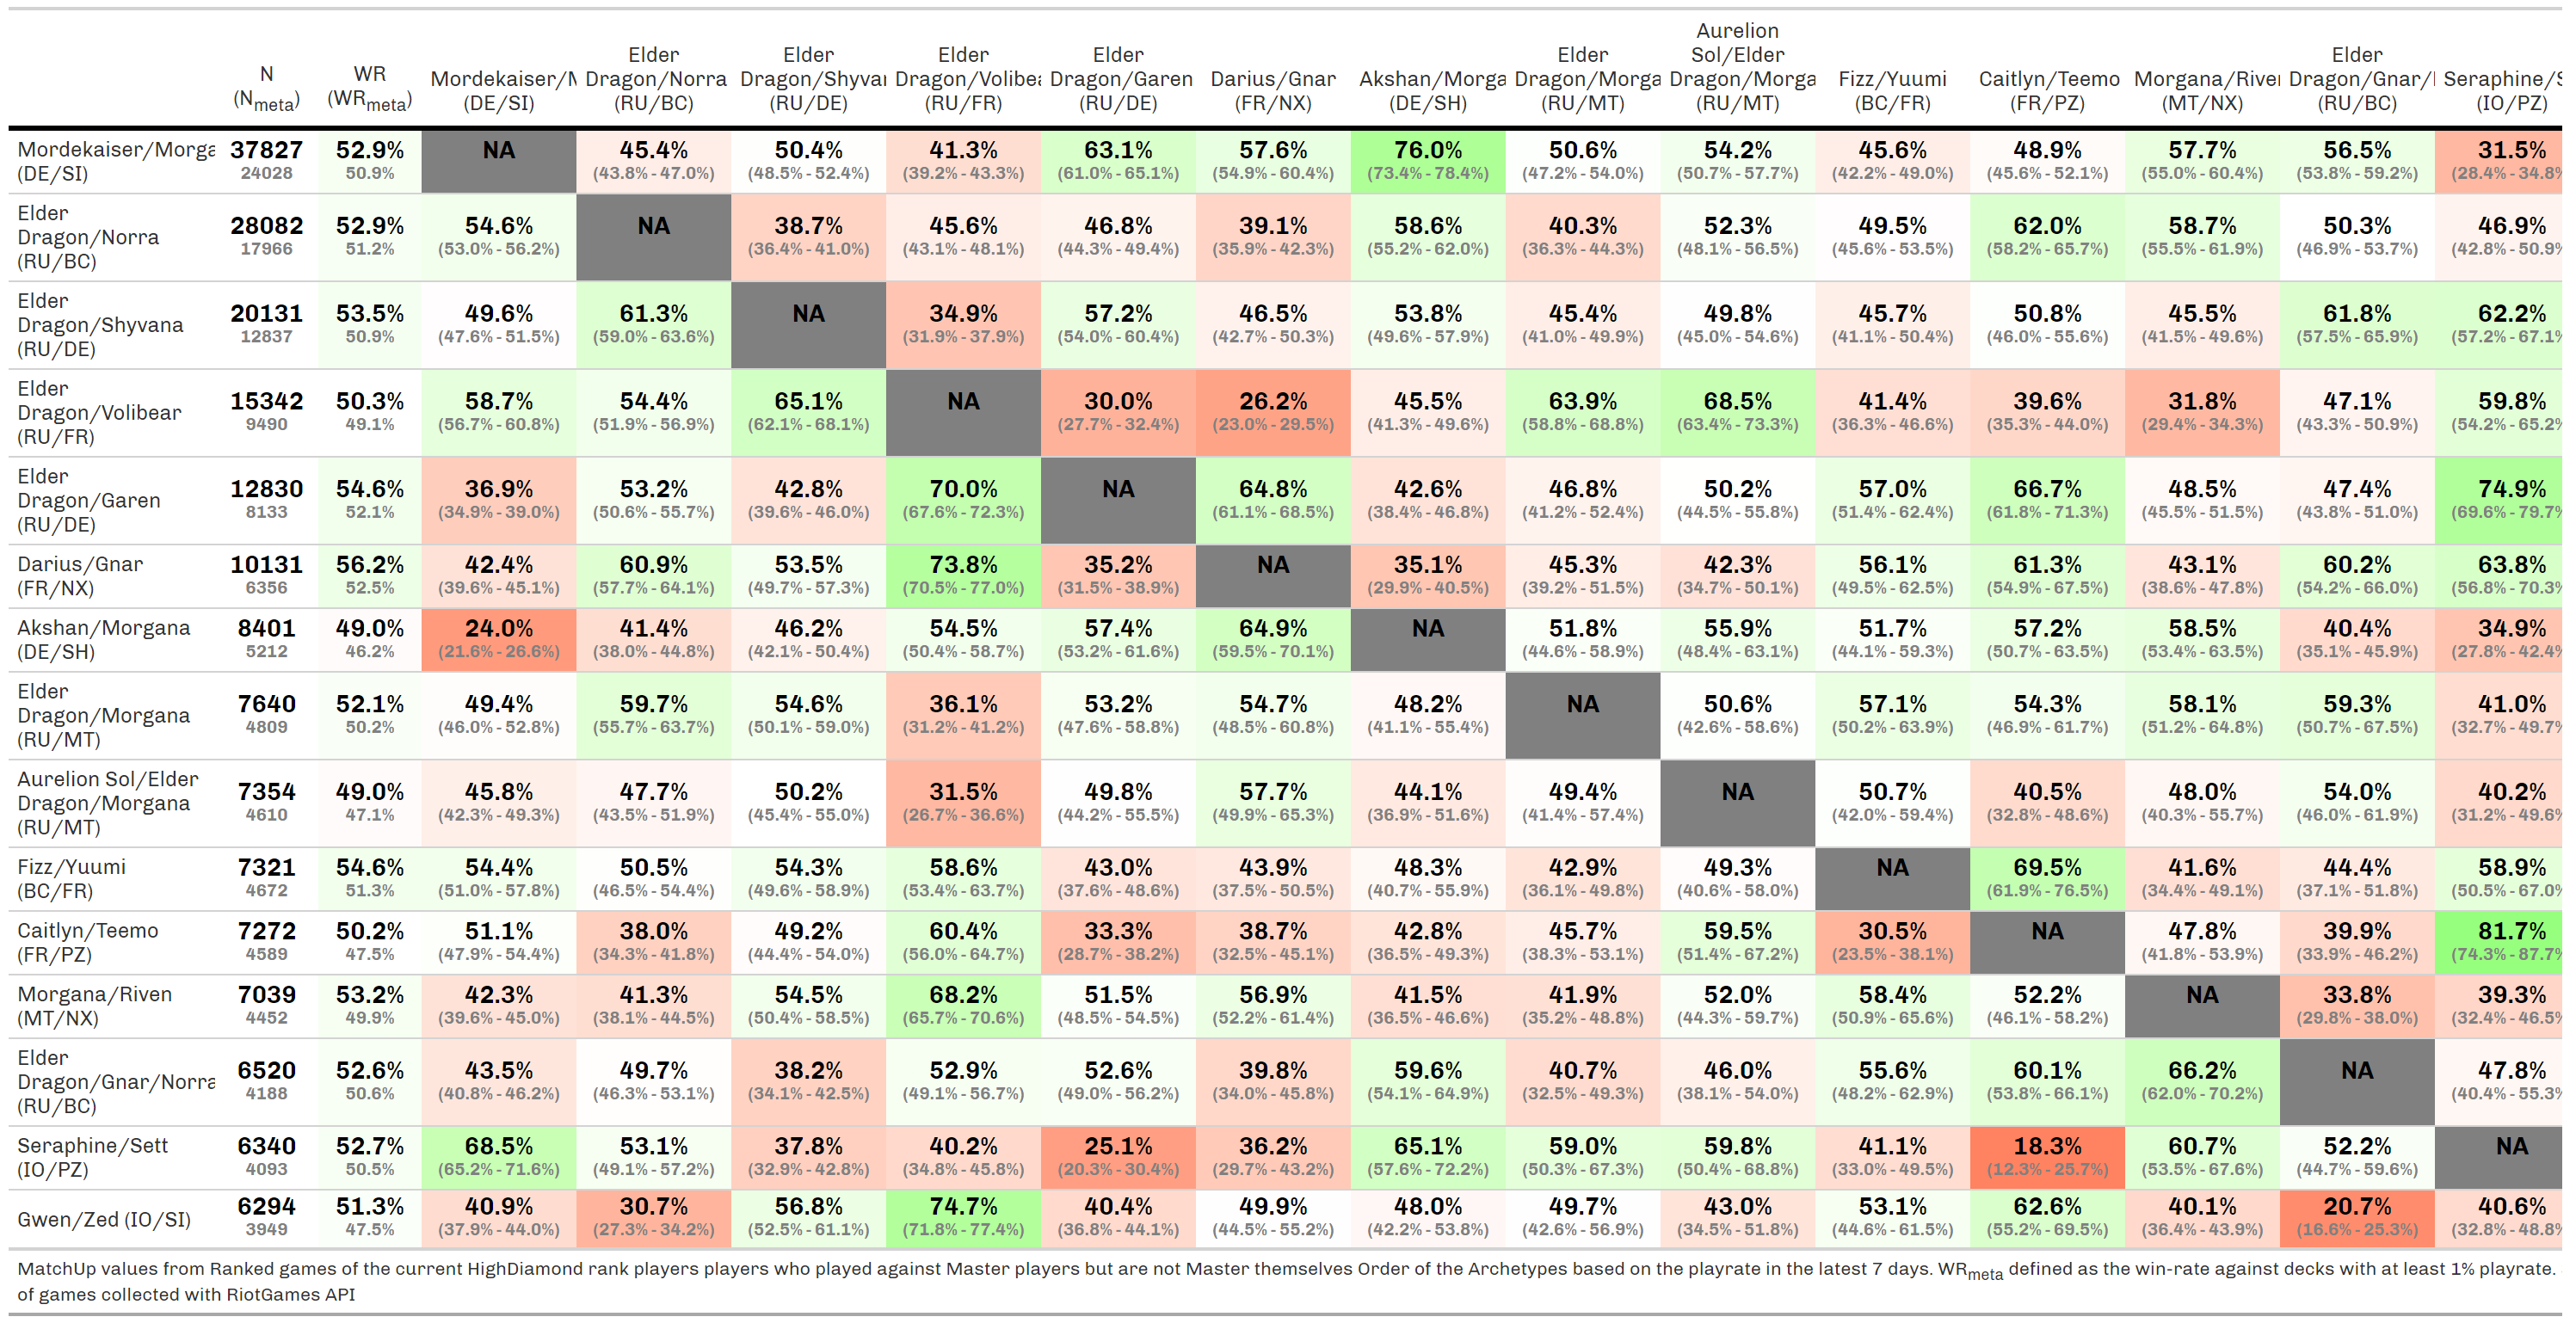 N (N_meta) WR (WR_meta) Mordekaiser/M (DE/SI) Elder Dragon/Norra (RU/BC) Elder Dragon/Shyvar (RU/DE) Elder Dragon/Volibea (RU/FR) Elder Dragon/Garen (RU/DE) Darius/Gnar (FR/NX) Akshan/Morga (DE/SH) Elder Dragon/Morga (RU/MT) Aurelion Sol/Elder Dragon/Morga (RU/MT) Fizz/Yuumi (BC/FR) Caitlyn/Teemo (FR/PZ) Morgana/River (MT/NX) Elder Dragon/Gnar/ (RU/BC) Seraphine/S (IO/PZ)
Mordekaiser/Morga 37827 52.9% NA 45.4% 50.4% 41.3% 63.1% 57.6% 76.0% 50.6% 54.2% 45.6% 48.9% 57.7% 56.5% 31.5%
(DE/SI) 24028 50.9% (43.8% - 47.0%) (48.5% - 52.4%) (39.2% - 43.3%) (61.0% - 65.1%) (54.9% - 60.4%) (73.4% - 78.4%) (47.2% - 54.0%) (50.7% - 57.7%) (42.2% - 49.0%) (45.6% - 52.1%) (55.0% - 60.4%) (53.8% - 59.2%) (28.4% - 34.8%
Elder
Dragon/Norra 28082 52.9% 54.6% NA 38.7% 45.6% 46.8% 39.1% 58.6% 40.3% 52.3% 49.5% 62.0% 58.7% 50.3% 46.9%
(RU/BC) 17966 51.2% (53.0% - 56.2%) (36.4% - 41.0%) (43.1% - 48.1%) (44.3% - 49.4%) (35.9% - 42.3%) (55.2% - 62.0%) (36.3% - 44.3%) (48.1% - 56.5%) (45.6% - 53.5%) (58.2% - 65.7%) (55.5% - 61.9%) (46.9% - 53.7%) (42.8% - 50.9%
Elder
Dragon/Shyvana 20131 53.5% 49.6% 61.3% NA 34.9% 57.2% 46.5% 53.8% 45.4% 49.8% 45.7% 50.8% 45.5% 61.8% 62.2%
(RU/DE) 12837 50.9% (47.6% - 51.5%) (59.0% - 63.6%) (31.9% - 37.9%) (54.0% - 60.4%) (42.7% - 50.3%) (49.6% - 57.9%) (41.0% - 49.9%) (45.0% - 54.6%) (41.1% - 50.4%) (46.0% - 55.6%) (41.5% - 49.6%) (57.5% - 65.9%) (57.2% - 67.1%
Elder
Dragon/Volibear 15342 50.3% 58.7% 54.4% 65.1% NA 30.0% 26.2% 45.5% 63.9% 68.5% 41.4% 39.6% 31.8% 47.1% 59.8%
(RU/FR) 9490 49.1% (56.7% - 60.8%) (51.9% - 56.9%) (62.1% - 68.1%) (27.7% - 32.4%) (23.0% - 29.5%) (41.3% - 49.6%) (58.8% - 68.8%) (63.4% - 73.3%) (36.3% - 46.6%) (35.3% - 44.0%) (29.4% - 34.3%) (43.3% - 50.9%) (54.2% - 65.2%
Elder
Dragon/Garen 12830 54.6% 36.9% 53.2% 42.8% 70.0% NA 64.8% 42.6% 46.8% 50.2% 57.0% 66.7% 48.5% 47.4% 74.9%
(RU/DE) 8133 52.1% (34.9% - 39.0%) (50.6% - 55.7%) (39.6% - 46.0%) (67.6% - 72.3%) (61.1% - 68.5%) (38.4% - 46.8%) (41.2% - 52.4%) (44.5% - 55.8%) (51.4% - 62.4%) (61.8% - 71.3%) (45.5% - 51.5%) (43.8% - 51.0%) (69.6% - 79.7%
Darius/Gnar 10131 56.2% 42.4% 60.9% 53.5% 73.8% 35.2% NA 35.1% 45.3% 42.3% 56.1% 61.3% 43.1% 60.2% 63.8%
(FR/NX) 6356 52.5% (39.6% - 45.1%) (57.7% - 64.1%) (49.7% - 57.3%) (70.5% - 77.0%) (31.5% - 38.9%) (29.9% - 40.5%) (39.2% - 51.5%) (34.7% - 50.1%) (49.5% - 62.5%) (54.9% - 67.5%) (38.6% - 47.8%) (54.2% - 66.0%) (56.8% - 70.3%
Akshan/Morgana 8401 49.0% 24.0% 41.4% 46.2% 54.5% 57.4% 64.9% NA 51.8% 55.9% 51.7% 57.2% 58.5% 40.4% 34.9%
(DE/SH) 5212 46.2% (21.6% - 26.6%) (38.0% - 44.8%) (42.1% - 50.4%) (50.4% - 58.7%) (53.2% - 61.6%) (59.5% - 70.1%) (44.6% - 58.9%) (48.4% - 63.1%) (44.1% - 59.3%) (50.7% - 63.5%) (53.4% - 63.5%) (35.1% - 45.9%) (27.8% - 42.4%
Elder
Dragon/Morgana 7640 52.1% 49.4% 59.7% 54.6% 36.1% 53.2% 54.7% 48.2% NA 50.6% 57.1% 54.3% 58.1% 59.3% 41.0%
(RU/MT) 4809 50.2% (46.0% - 52.8%) (55.7% - 63.7%) (50.1% - 59.0%) (31.2% - 41.2%) (47.6% - 58.8%) (48.5% - 60.8%) (41.1% - 55.4%) (42.6% - 58.6%) (50.2% - 63.9%) (46.9% - 61.7%) (51.2% - 64.8%) (50.7% - 67.5%) (32.7% - 49.7%
Aurelion Sol/Elder
Dragon/Morgana 7354 49.0% 45.8% 47.7% 50.2% 31.5% 49.8% 57.7% 44.1% 49.4% NA 50.7% 40.5% 48.0% 54.0% 40.2%
(RU/MT) 4610 47.1% (42.3% - 49.3%) (43.5% - 51.9%) (45.4% - 55.0%) (26.7% - 36.6%) (44.2% - 55.5%) (49.9% - 65.3%) (36.9% - 51.6%) (41.4% - 57.4%) (42.0% - 59.4%) (32.8% - 48.6%) (40.3% - 55.7%) (46.0% - 61.9%) (31.2% - 49.6%
Fizz/Yuumi 7321 54.6% 54.4% 50.5% 54.3% 58.6% 43.0% 43.9% 48.3% 42.9% 49.3% NA 69.5% 41.6% 44.4% 58.9%
(BC/FR) 4672 51.3% (51.0% - 57.8%) (46.5% - 54.4%) (49.6% - 58.9%) (53.4% - 63.7%) (37.6% - 48.6%) (37.5% - 50.5%) (40.7% - 55.9%) (36.1% - 49.8%) (40.6% - 58.0%) (61.9% - 76.5%) (34.4% - 49.1%) (37.1% - 51.8%) (50.5% - 67.0%
Caitlyn/Teemo 7272 50.2% 51.1% 38.0% 49.2% 60.4% 33.3% 38.7% 42.8% 45.7% 59.5% 30.5% NA 47.8% 39.9% 81.7%
(FR/PZ) 4589 47.5% (47.9% - 54.4%) (34.3% - 41.8%) (44.4% - 54.0%) (56.0% - 64.7%) (28.7% - 38.2%) (32.5% - 45.1%) (36.5% - 49.3%) (38.3% - 53.1%) (51.4% - 67.2%) (23.5% - 38.1%) (41.8% - 53.9%) (33.9% - 46.2%) (74.3% - 87.7%
Morgana/Riven 7039 53.2% 42.3% 41.3% 54.5% 68.2% 51.5% 56.9% 41.5% 41.9% 52.0% 58.4% 52.2% NA 33.8% 39.3%
(MT/NX) 4452 49.9% (39.6% - 45.0%) (38.1% - 44.5%) (50.4% - 58.5%) (65.7% - 70.6%) (48.5% - 54.5%) (52.2% - 61.4%) (36.5% - 46.6%) (35.2% - 48.8%) (44.3% - 59.7%) (50.9% - 65.6%) (46.1% - 58.2%) (29.8% - 38.0%) (32.4% - 46.5%
Elder
Dragon/Gnar/Norra 6520 52.6% 43.5% 49.7% 38.2% 52.9% 52.6% 39.8% 59.6% 40.7% 46.0% 55.6% 60.1% 66.2% NA 47.8%
(RU/BC) 4188 50.6% (40.8% - 46.2%) (46.3% - 53.1%) (34.1% - 42.5%) (49.1% - 56.7%) (49.0% - 56.2%) (34.0% - 45.8%) (54.1% - 64.9%) (32.5% - 49.3%) (38.1% - 54.0%) (48.2% - 62.9%) (53.8% - 66.1%) (62.0% - 70.2%) (40.4% - 55.3%
Seraphine/Sett 6340 52.7% 68.5% 53.1% 37.8% 40.2% 25.1% 36.2% 65.1% 59.0% 59.8% 41.1% 18.3% 60.7% 52.2% NA
(IO/PZ) 4093 50.5% (65.2% - 71.6%) (49.1% - 57.2%) (32.9% - 42.8%) (34.8% - 45.8%) (20.3% - 30.4%) (29.7% - 43.2%) (57.6% - 72.2%) (50.3% - 67.3%) (50.4% - 68.8%) (33.0% - 49.5%) (12.3% - 25.7%) (53.5% - 67.6%) (44.7% - 59.6%)
Gwen/Zed (IO/SI) 6294 51.3% 40.9% 30.7% 56.8% 74.7% 40.4% 49.9% 48.0% 49.7% 43.0% 53.1% 62.6% 40.1% 20.7% 40.6%
3949 47.5% (37.9% - 44.0%) (27.3% - 34.2%) (52.5% - 61.1%) (71.8% - 77.4%) (36.8% - 44.1%) (44.5% - 55.2%) (42.2% - 53.8%) (42.6% - 56.9%) (34.5% - 51.8%) (44.6% - 61.5%) (55.2% - 69.5%) (36.4% - 43.9%) (16.6% - 25.3%) (32.8% - 48.8%
MatchUp values from Ranked games of the current HighDiamond rank players players who played against Master players but are not Master themselves Order of the Archetypes based on the playrate in the latest 7 days. WR_meta defined as the win-rate against decks with at least 1% playrate.
of games collected with RiotGames API